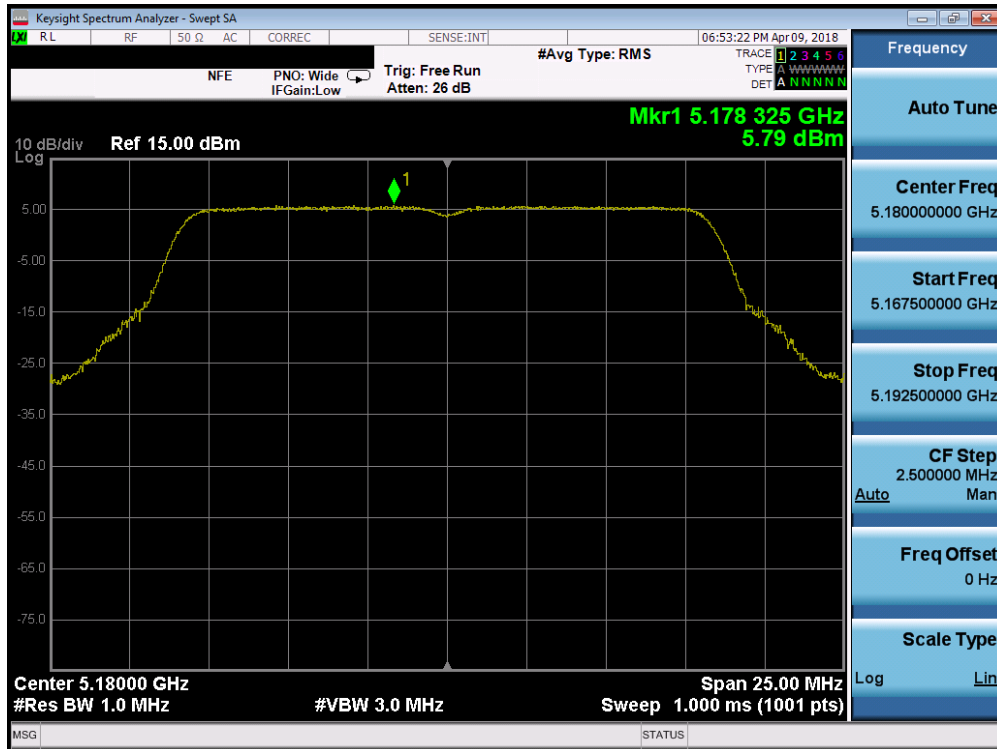 Keysight Spectrum Analyzer - Swept SA
LXI RL RF 50 Ω AC CORREC SENSE:INT 06:53:22 PM Apr 09, 2018
NFE PNO: Wide Trig: Free Run #Avg Type: RMS TRACE 1 2 3 4 5 6
IFGain:Low Atten: 26 dB TYPE A WWWWW
DET A N N N N N
Mkr1 5.178 325 GHz
5.79 dBm
10 dB/div Ref 15.00 dBm
Log
1
5.00
-5.00
-15.0
-25.0
-35.0
-45.0
-55.0
-65.0
-75.0
Center 5.18000 GHz Span 25.00 MHz
#Res BW 1.0 MHz #VBW 3.0 MHz Sweep 1.000 ms (1001 pts)
MSG STATUS
Frequency
Auto Tune
Center Freq
5.180000000 GHz
Start Freq
5.167500000 GHz
Stop Freq
5.192500000 GHz
CF Step
2.500000 MHz
Auto Man
Freq Offset
0 Hz
Scale Type
Log Lin